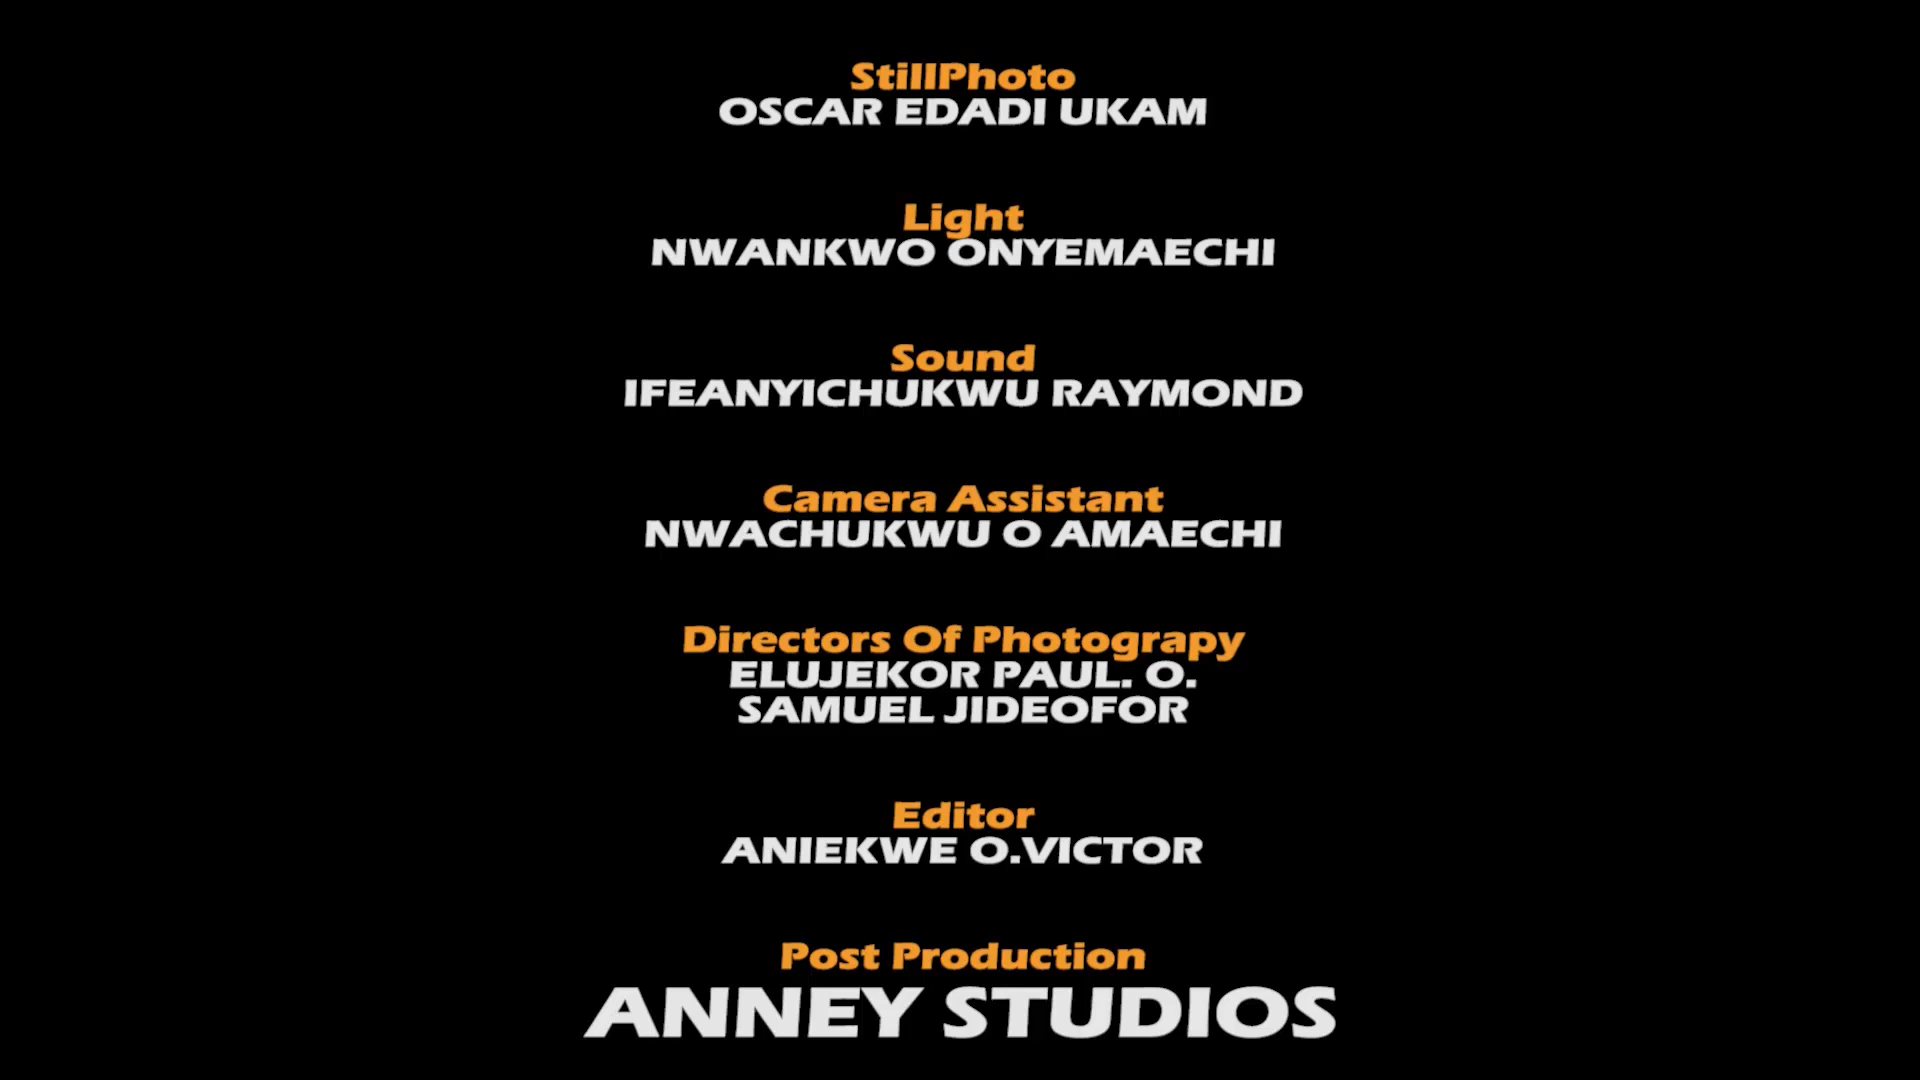 StillPhoto
OSCAR EDADI UKAM
Light
NWANKWO ONYEMAECHI
Sound
IFEANYICHUKWU RAYMOND
Camera Assistant
NWACHUKWU O AMAECHI
Directors Of Photograpy
ELUJEKOR PAUL. O.
SAMUEL JIDEOFOR
Editor
ANIEKWE O.VICTOR
Post Production
ANNEY STUDIOS